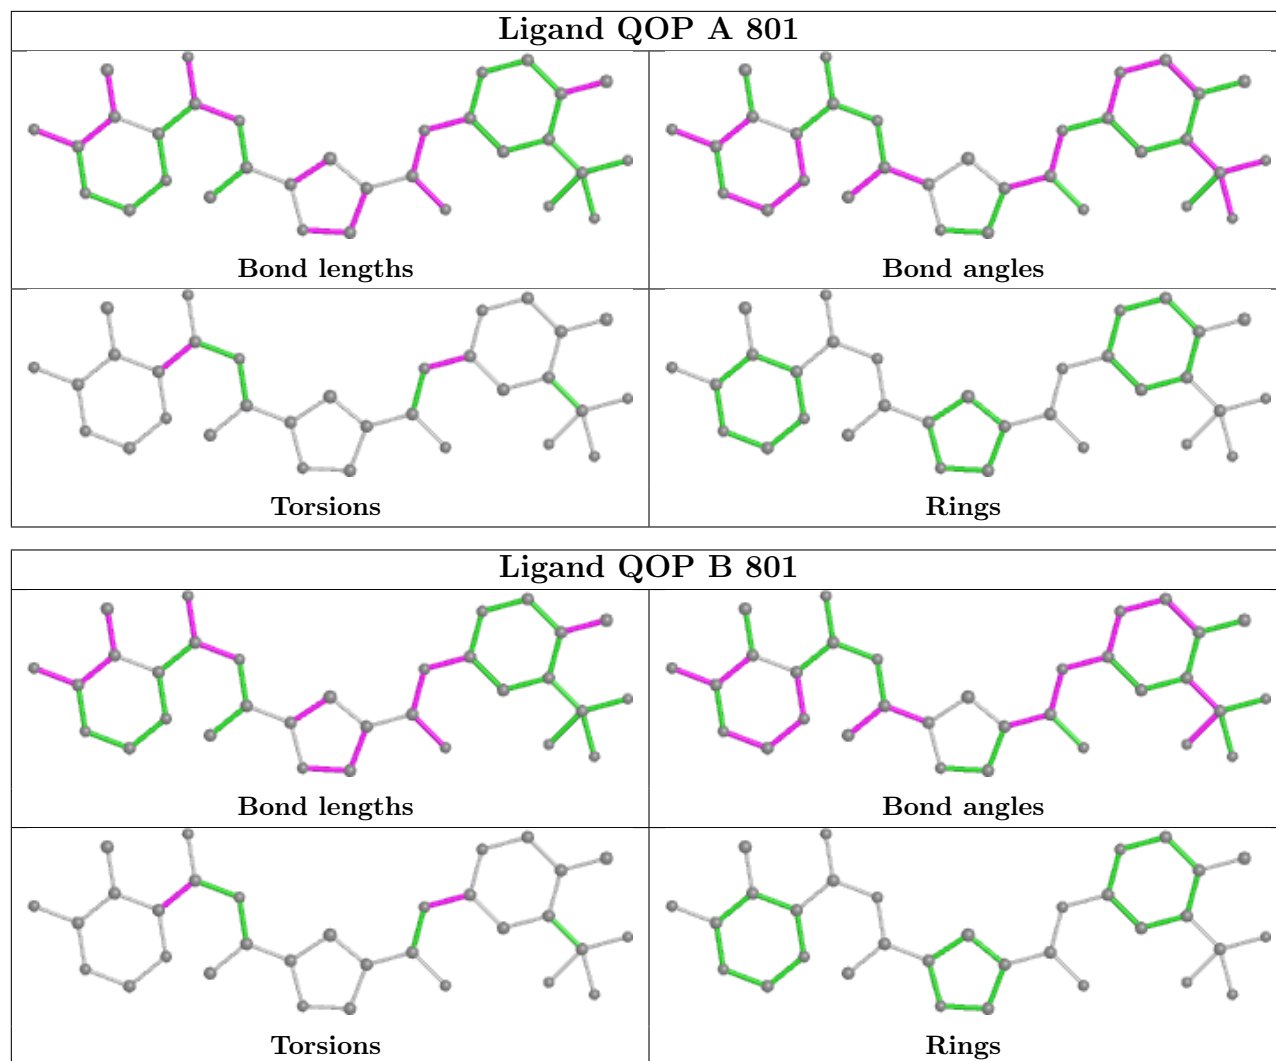 Ligand QOP A 801
Bond lengths
Bond angles
Torsions
Rings
Ligand QOP B 801
Bond lengths
Bond angles
Torsions
Rings